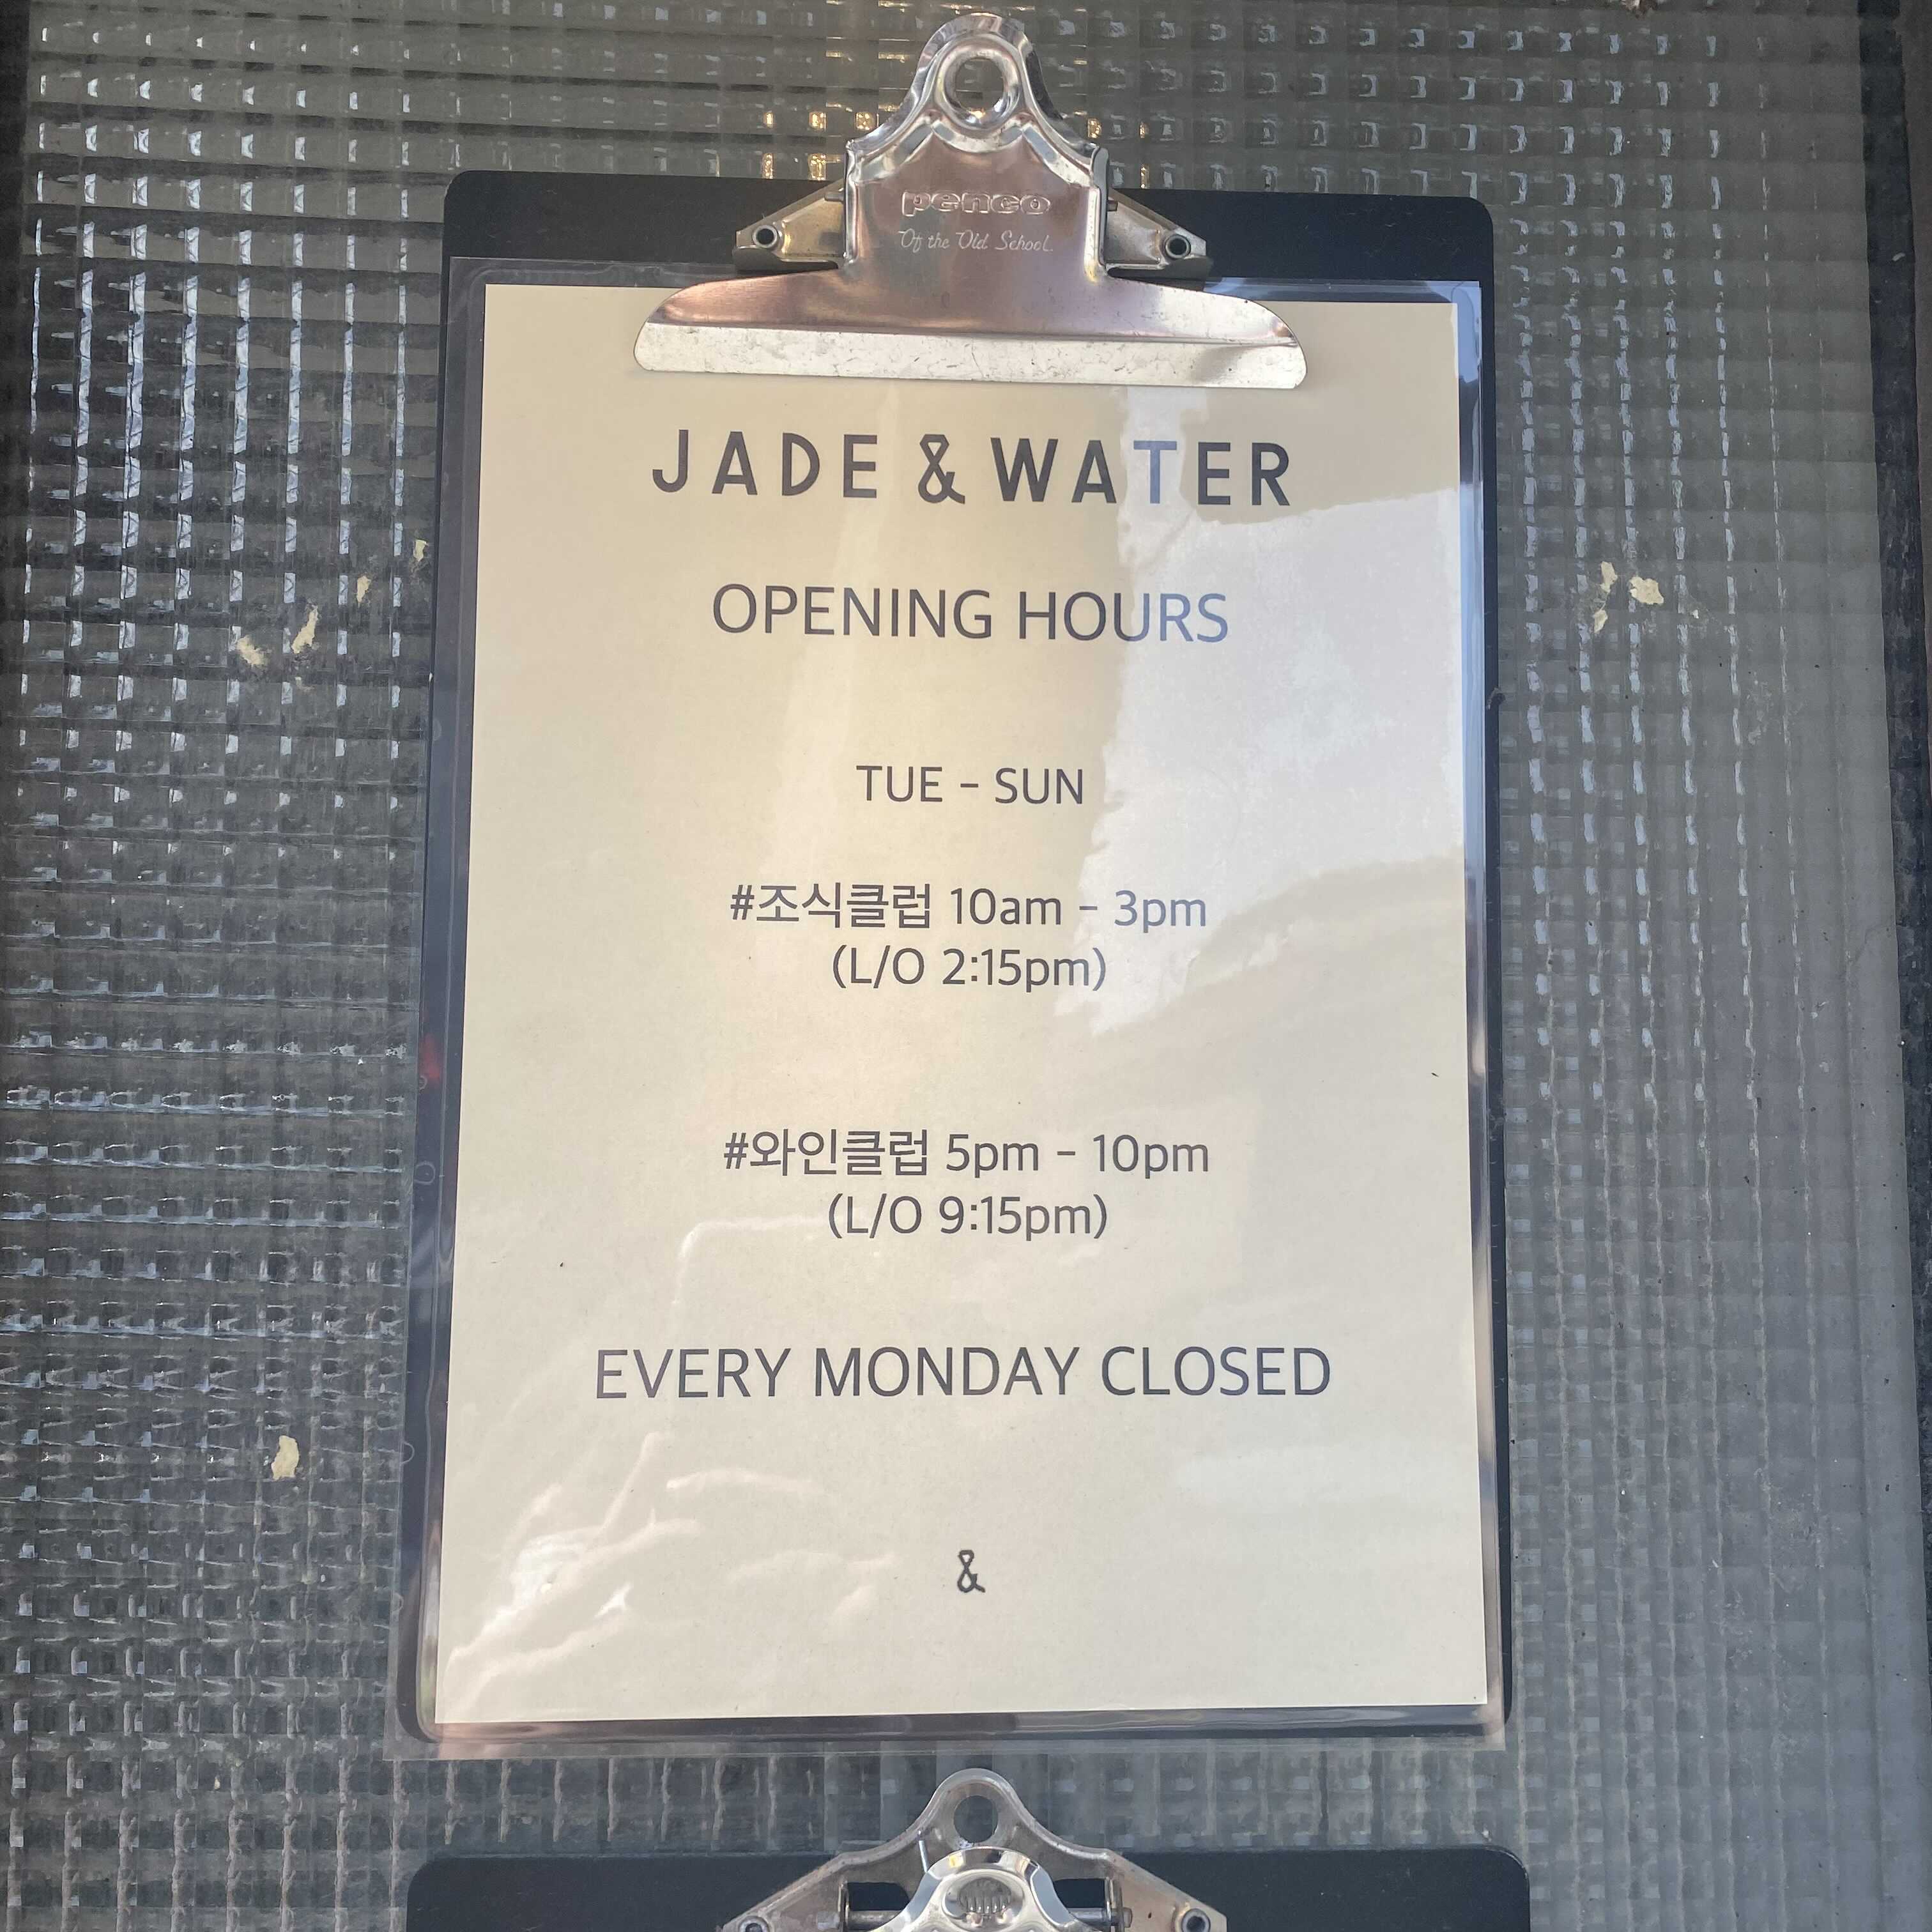 penco
Of the Old School
JADE & WATER
OPENING HOURS
TUE - SUN
#조식클럽 10am - 3pm
(L/O 2:15pm)
#와인클럽 5pm - 10pm
(L/O 9:15pm)
EVERY MONDAY CLOSED
&